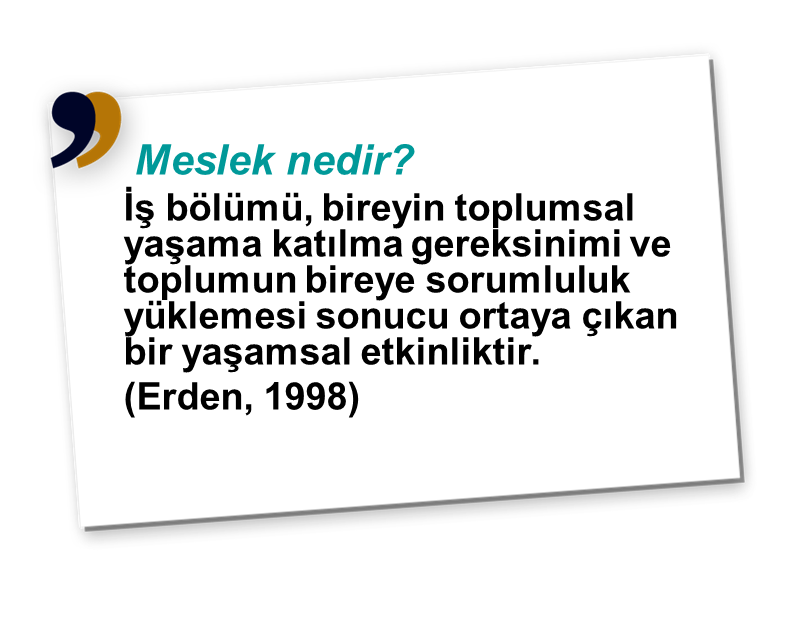 Meslek nedir?
İş bölümü, bireyin toplumsal
yaşama katılma gereksinimi ve
toplumun bireye sorumluluk
yüklemesi sonucu ortaya çıkan
bir yaşamsal etkinliktir.
(Erden, 1998)